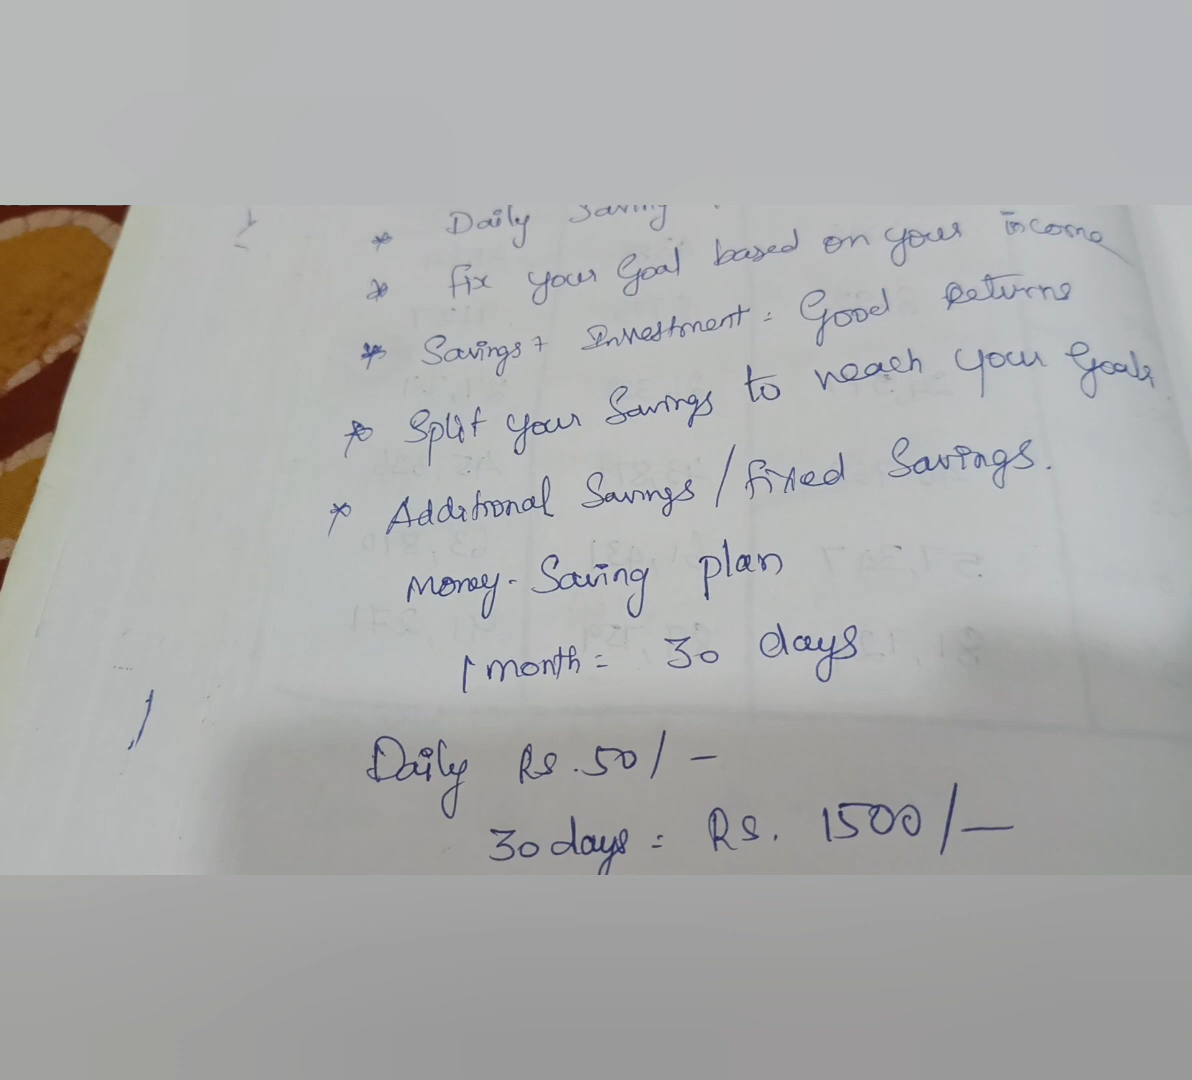 * Daily Saving
* Fix your Goal based on your income
* Savings + Investment = Good Returns
* Split your Savings to reach your Goals
* Additional Savings / fixed Savings.
Money-Saving plan
1 month = 30 days
Daily Rs.50/-
30 days = Rs. 1500/-